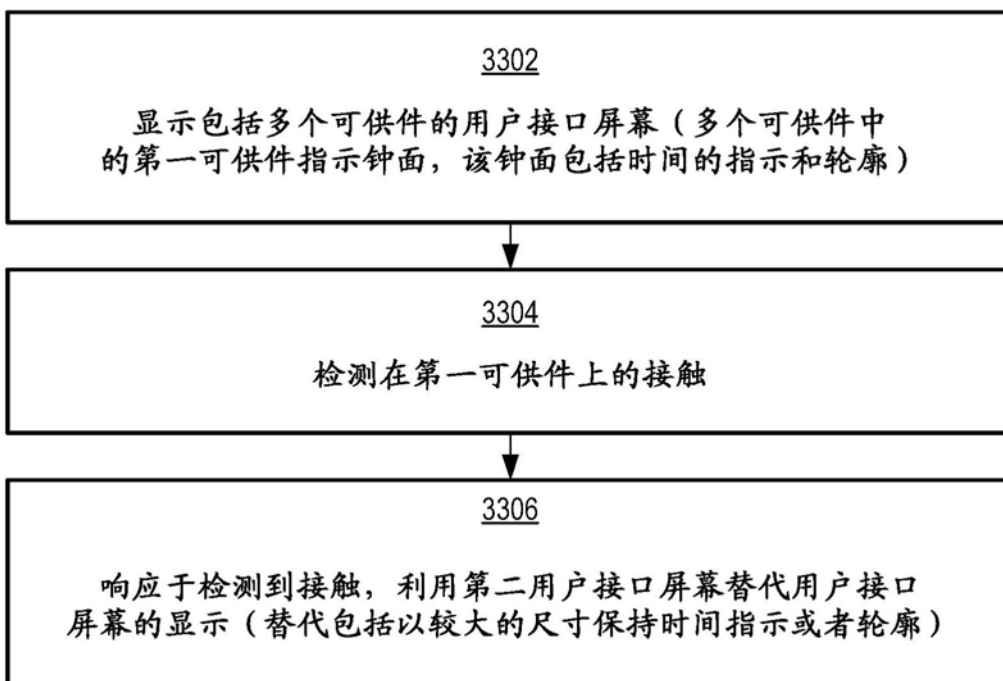 3302
显示包括多个可供件的用户接口屏幕（多个可供件中
的第一可供件指示钟面，该钟面包括时间的指示和轮廓）
3304
检测在第一可供件上的接触
3306
响应于检测到接触，利用第二用户接口屏幕替代用户接口
屏幕的显示（替代包括以较大的尺寸保持时间指示或者轮廓）